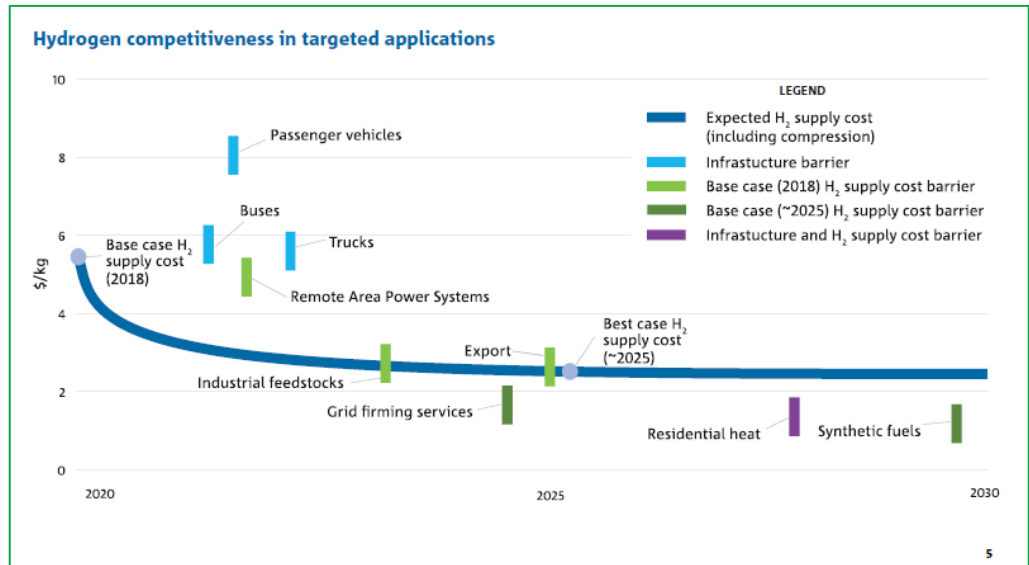 Hydrogen competitiveness in targeted applications
10
8
6
4
2
0
$/kg
2020
2025
2030
Passenger vehicles
Buses
Trucks
Base case H₂
supply cost
(2018)
Remote Area Power Systems
Industrial feedstocks
Export
Grid firming services
Best case H₂
supply cost
(~2025)
Residential heat
Synthetic fuels
LEGEND
Expected H₂ supply cost
(including compression)
Infrastucture barrier
Base case (2018) H₂ supply cost barrier
Base case (~2025) H₂ supply cost barrier
Infrastucture and H₂ supply cost barrier
5